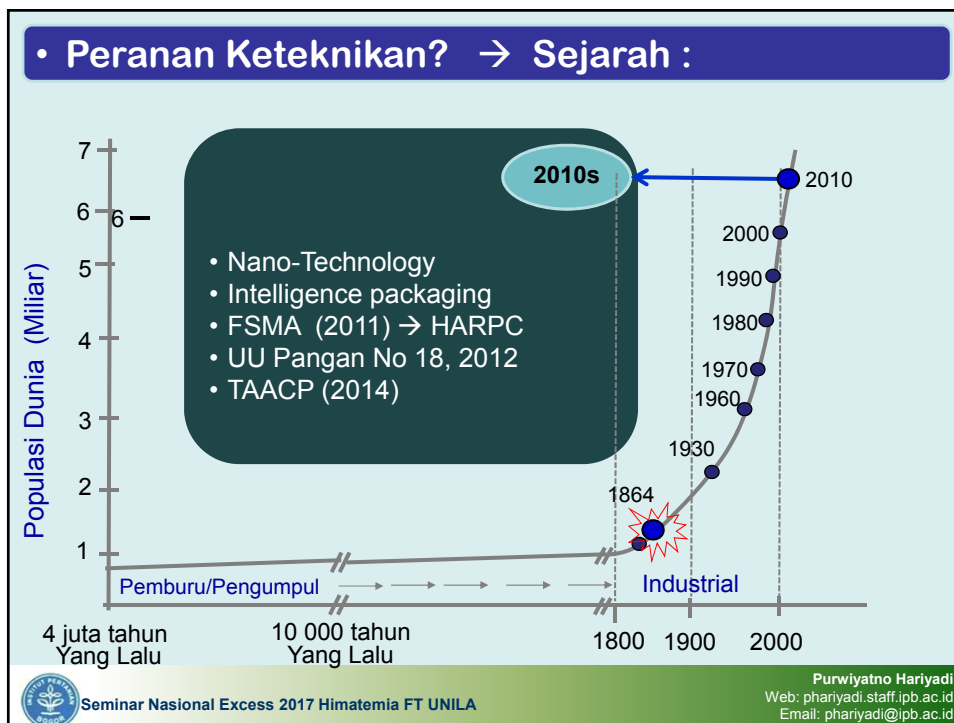 • Peranan Keteknikan? → Sejarah :
Populasi Dunia (Miliar)
7
6
6
5
4
3
2
1
2010s
• Nano-Technology
• Intelligence packaging
• FSMA (2011) → HARPC
• UU Pangan No 18, 2012
• TAACP (2014)
2010
2000
1990
1980
1970
1960
1930
1864
Pemburu/Pengumpul
Industrial
4 juta tahun
Yang Lalu
10 000 tahun
Yang Lalu
1800
1900
2000
INSTITUT PERTANIAN
BOGOR
Seminar Nasional Excess 2017 Himatemia FT UNILA
Purwiyatno Hariyadi
Web: phariyadi.staff.ipb.ac.id
Email: phariyadi@ipb.ac.id